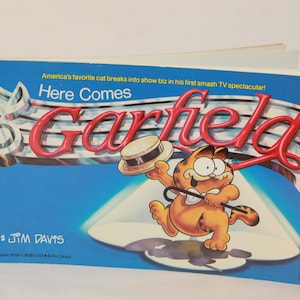 America's favorite cat breaks into show biz in his first smash TV spectacular!
Here Comes
Garfield
JIM DAVIS